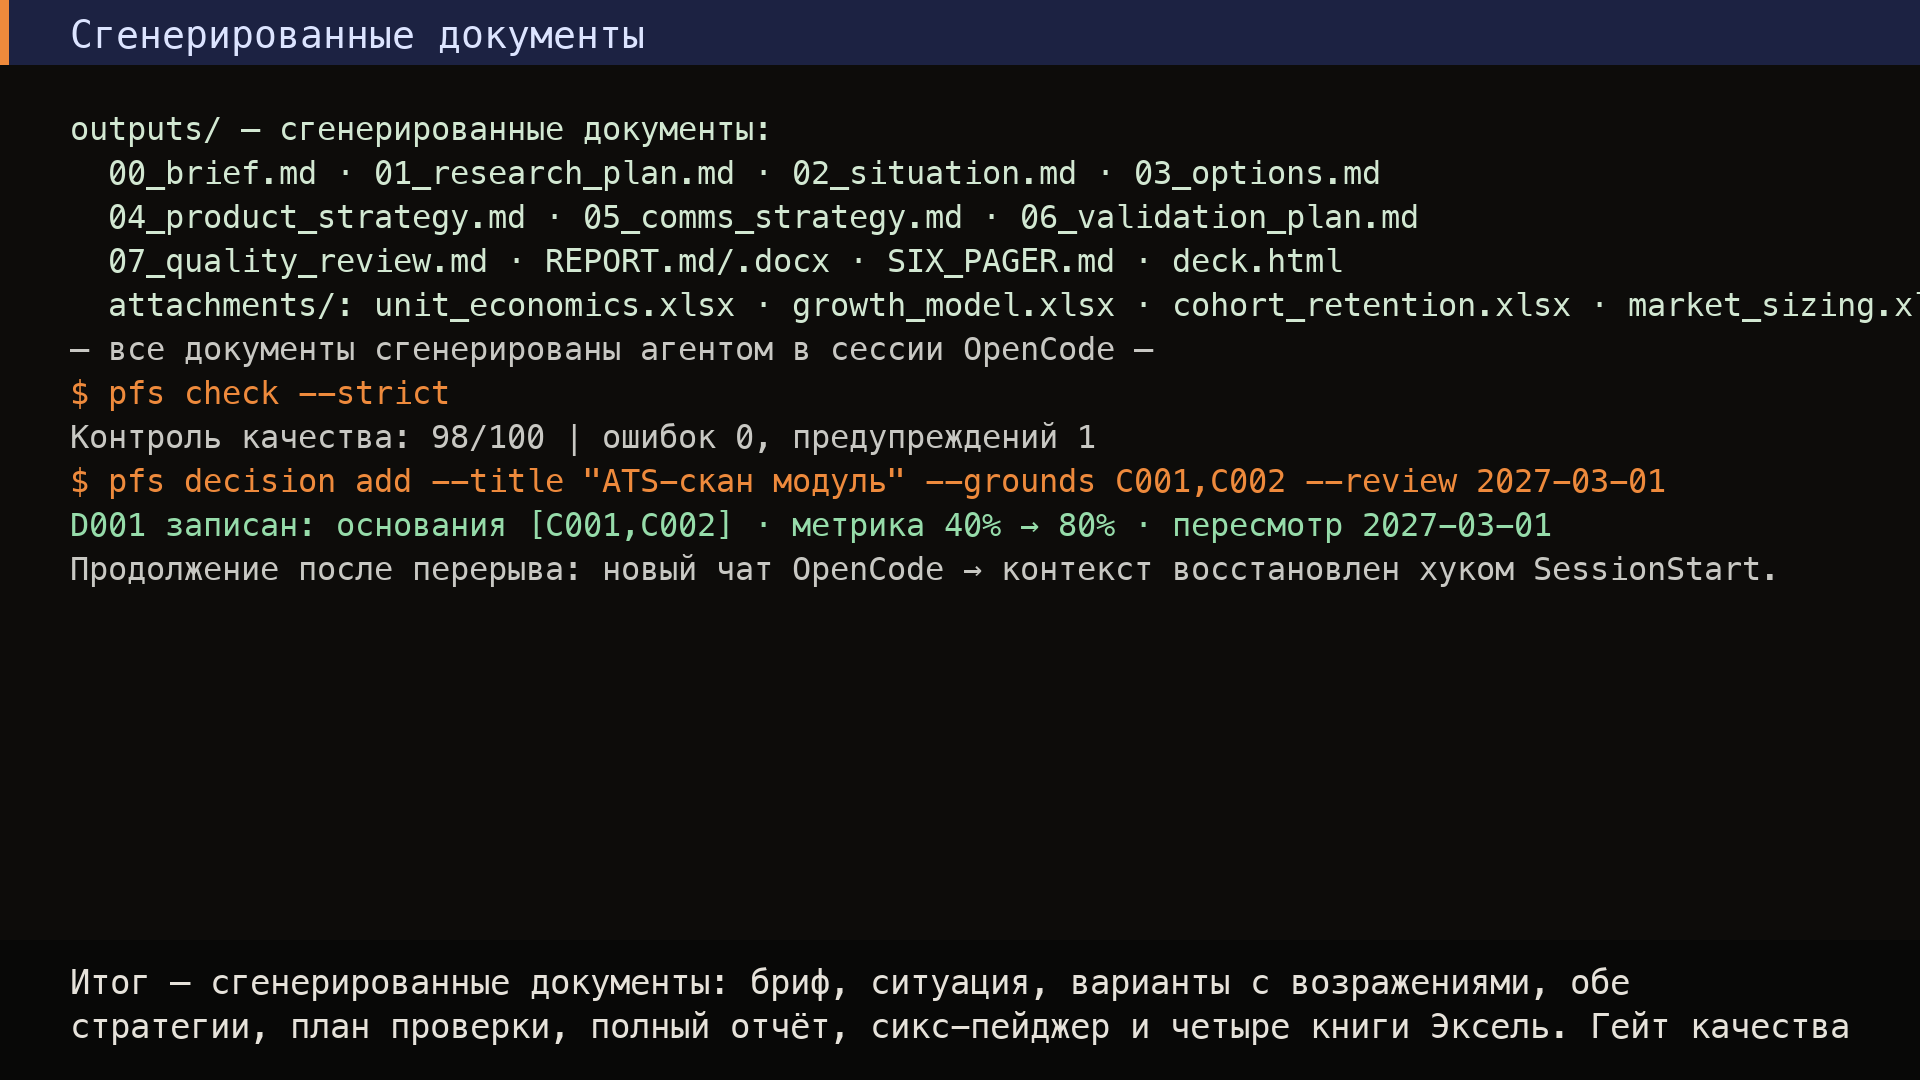 Сгенерированные документы
outputs/ — сгенерированные документы:
00_brief.md · 01_research_plan.md · 02_situation.md · 03_options.md
04_product_strategy.md · 05_comms_strategy.md · 06_validation_plan.md
07_quality_review.md · REPORT.md/.docx · SIX_PAGER.md · deck.html
attachments/: unit_economics.xlsx · growth_model.xlsx · cohort_retention.xlsx · market_sizing.xl
— все документы сгенерированы агентом в сессии OpenCode —
$ pfs check --strict
Контроль качества: 98/100 | ошибок 0, предупреждений 1
$ pfs decision add --title "ATS-скан модуль" --grounds C001,C002 --review 2027-03-01
D001 записан: основания [C001,C002] · метрика 40% → 80% · пересмотр 2027-03-01
Продолжение после перерыва: новый чат OpenCode → контекст восстановлен хуком SessionStart.
Итог — сгенерированные документы: бриф, ситуация, варианты с возражениями, обе
стратегии, план проверки, полный отчёт, сикс-пейджер и четыре книги Эксель. Гейт качества